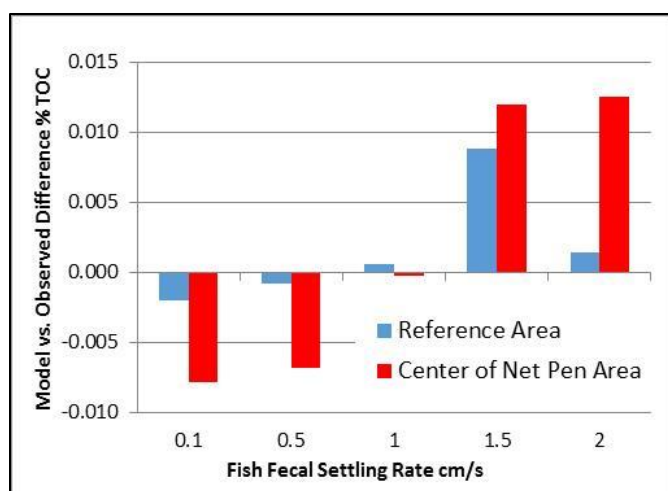 Model vs. Observed Difference % TOC
0.015
0.010
0.005
0.000
-0.005
-0.010
Reference Area
Center of Net Pen Area
0.1 0.5 1 1.5 2
Fish Fecal Settling Rate cm/s